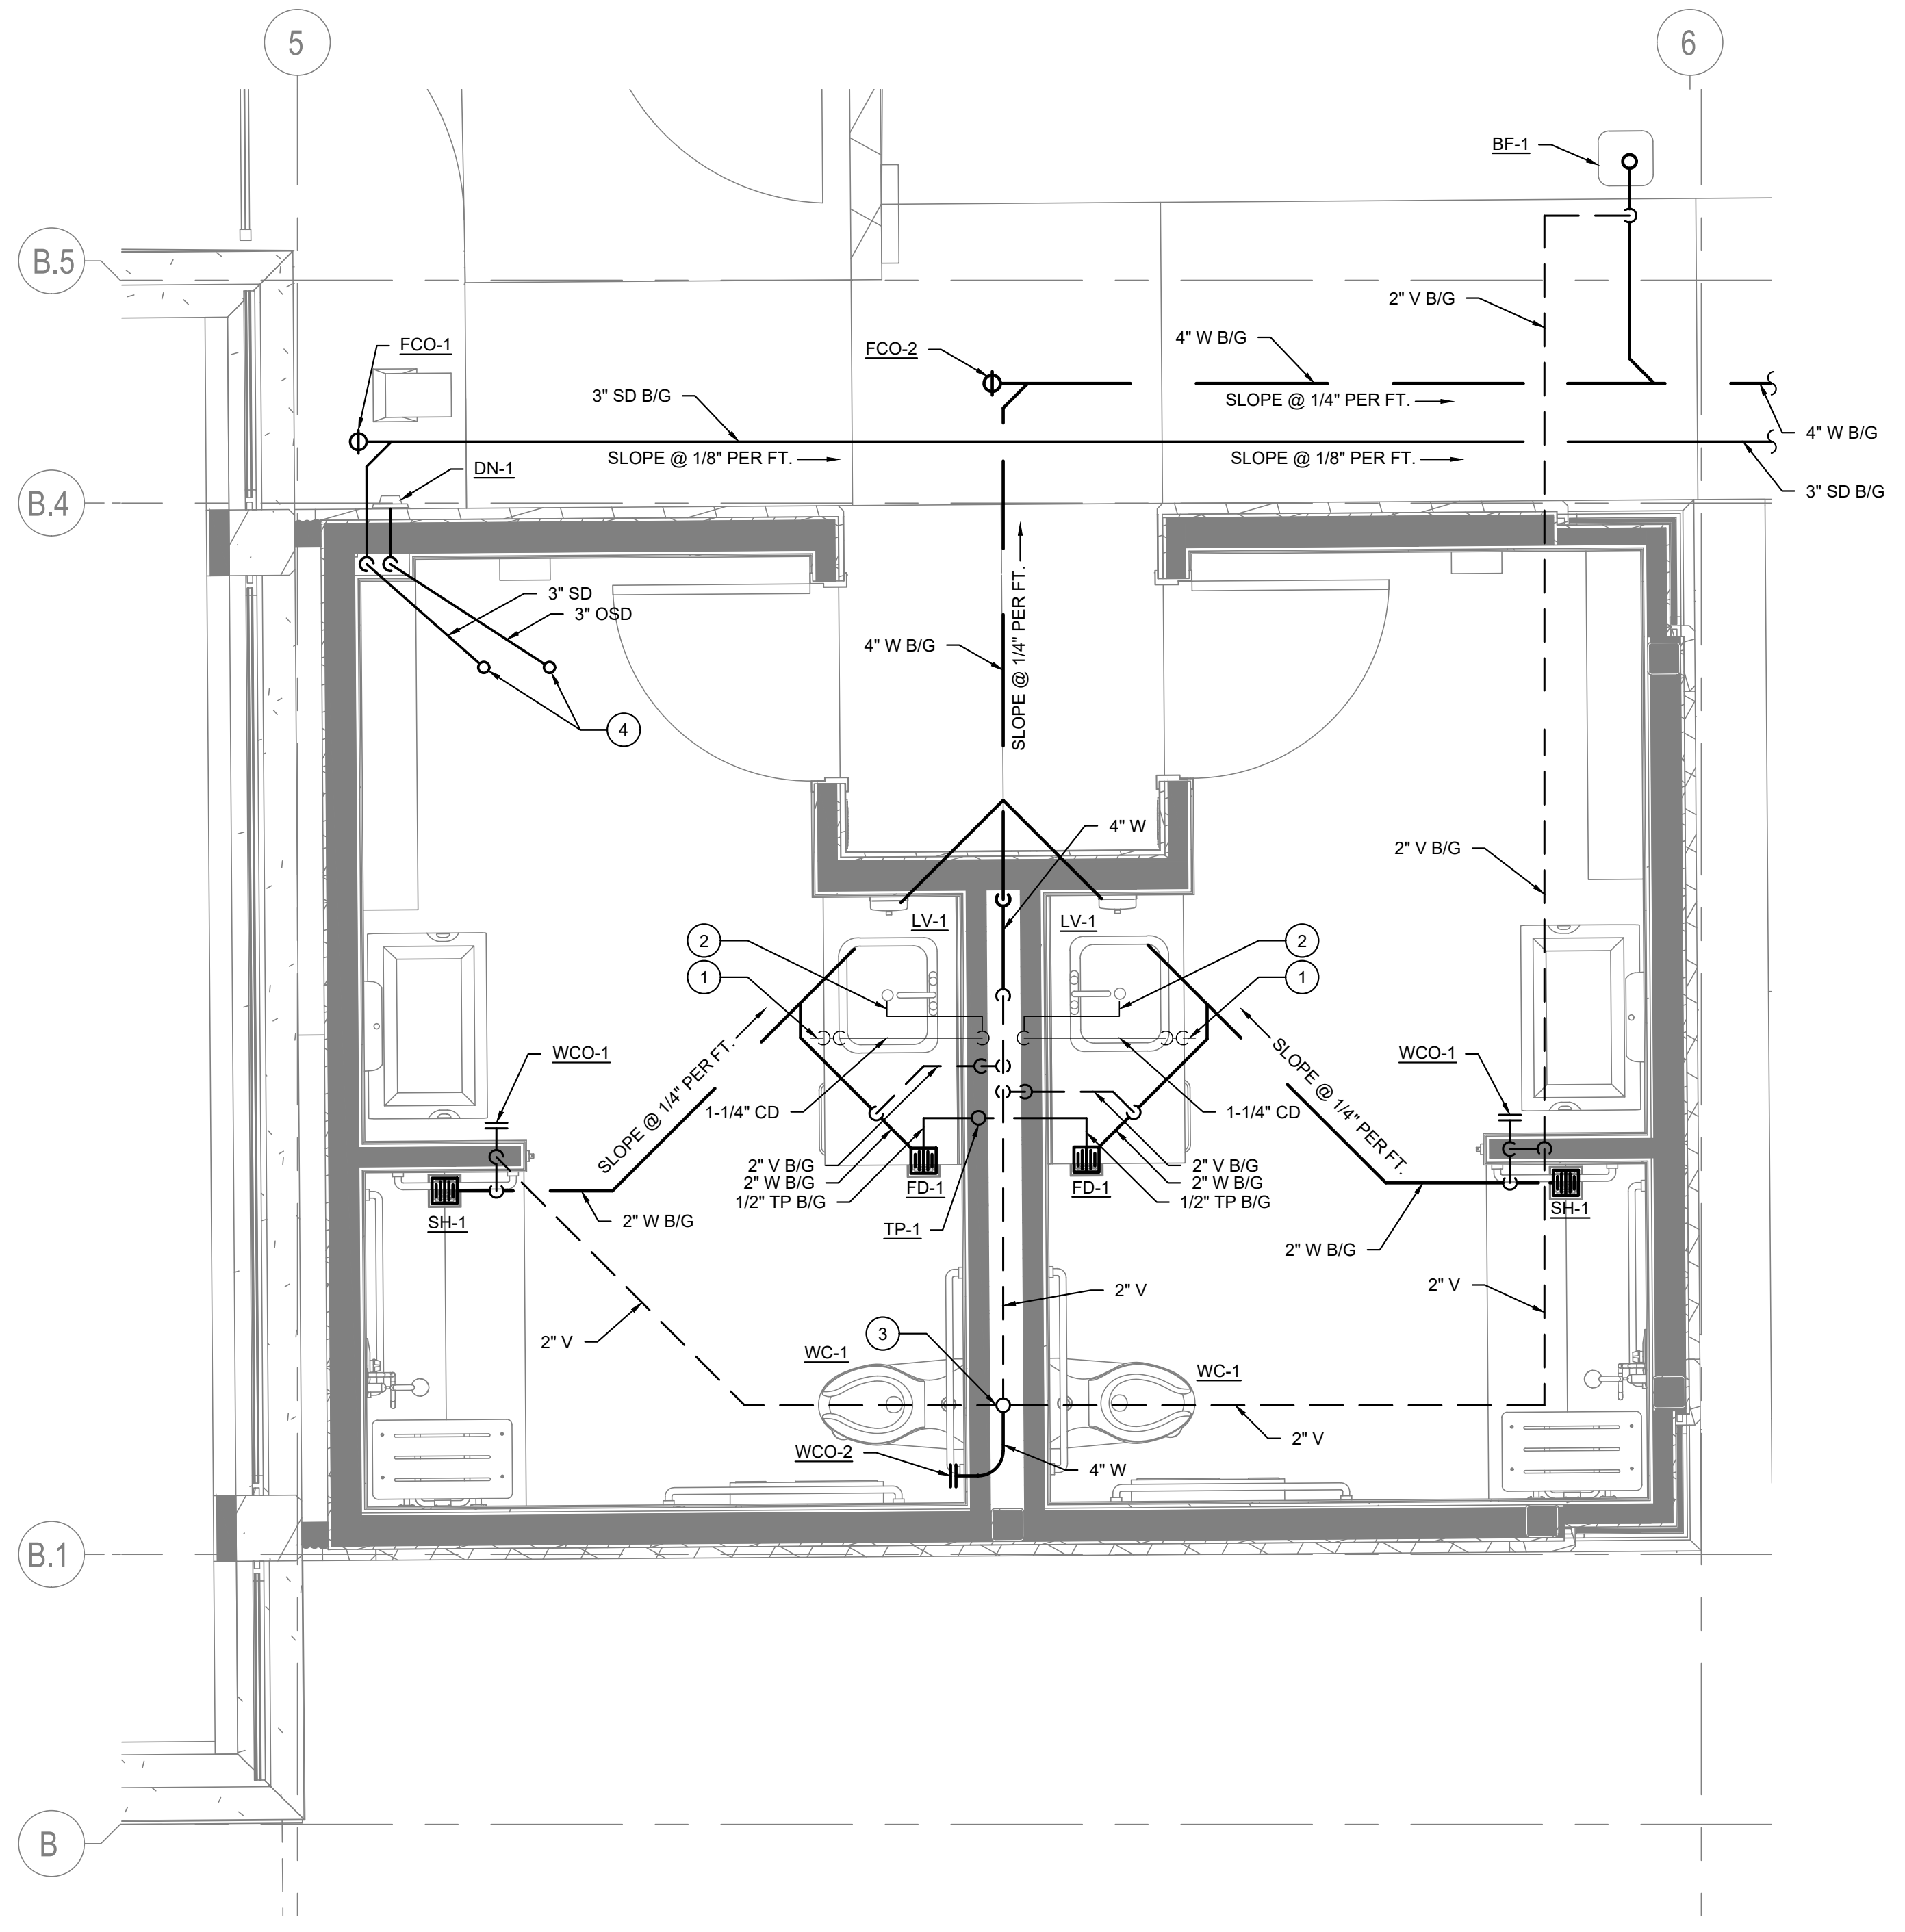 5
6
BF-1
B.5
2" V B/G
FCO-1
FCO-2
4" W B/G
3" SD B/G
SLOPE @ 1/4" PER FT.
4" W B/G
SLOPE @ 1/8" PER FT.
SLOPE @ 1/8" PER FT.
DN-1
3" SD B/G
B.4
3" SD
3" OSD
4" W B/G
SLOPE @ 1/4" PER FT.
4
4" W
2" V B/G
LV-1
LV-1
2
2
1
1
WCO-1
WCO-1
SLOPE @ 1/4" PER FT.
SLOPE @ 1/4" PER FT.
1-1/4" CD
1-1/4" CD
2" V B/G
2" W B/G
1/2" TP B/G
2" V B/G
2" W B/G
1/2" TP B/G
FD-1
FD-1
SH-1
SH-1
2" W B/G
TP-1
2" W B/G
2" V
2" V
2" V
3
WC-1
WC-1
2" V
WCO-2
4" W
B.1
B